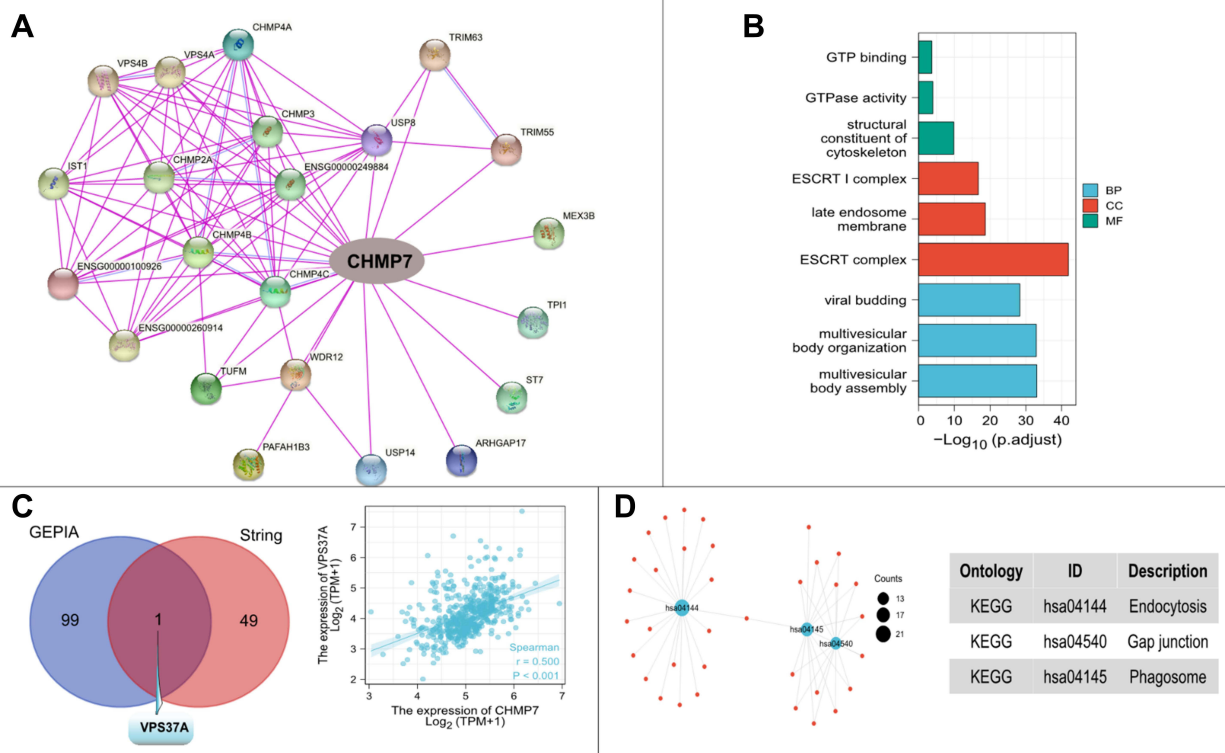 A
CHMP4A
TRIM63
VPS4B
VPS4A
CHMP3
USP8
TRIM55
IST1
CHMP2A
ENSG00000249884
MEX3B
CHMP4B
CHMP7
ENSG00000100926
CHMP4C
TPI1
ENSG00000260914
WDR12
TUFM
ST7
PAFAH1B3
USP14
ARHGAP17
B
GTP binding
GTPase activity
structural
constituent of
cytoskeleton
ESCRT I complex
late endosome
membrane
ESCRT complex
viral budding
multivesicular
body organization
multivesicular
body assembly
0 10 20 30 40
−Log10 (p.adjust)
BP
CC
MF
C
GEPIA
String
99
1
49
VPS37A
The expression of VPS37A
Log2 (TPM+1)
7
6
5
4
3
2
Spearman
r = 0.500
P < 0.001
3 4 5 6 7
The expression of CHMP7
Log2 (TPM+1)
D
hsa04144
hsa04145
hsa04540
Counts
13
17
21
Ontology ID Description
KEGG hsa04144 Endocytosis
KEGG hsa04540 Gap junction
KEGG hsa04145 Phagosome